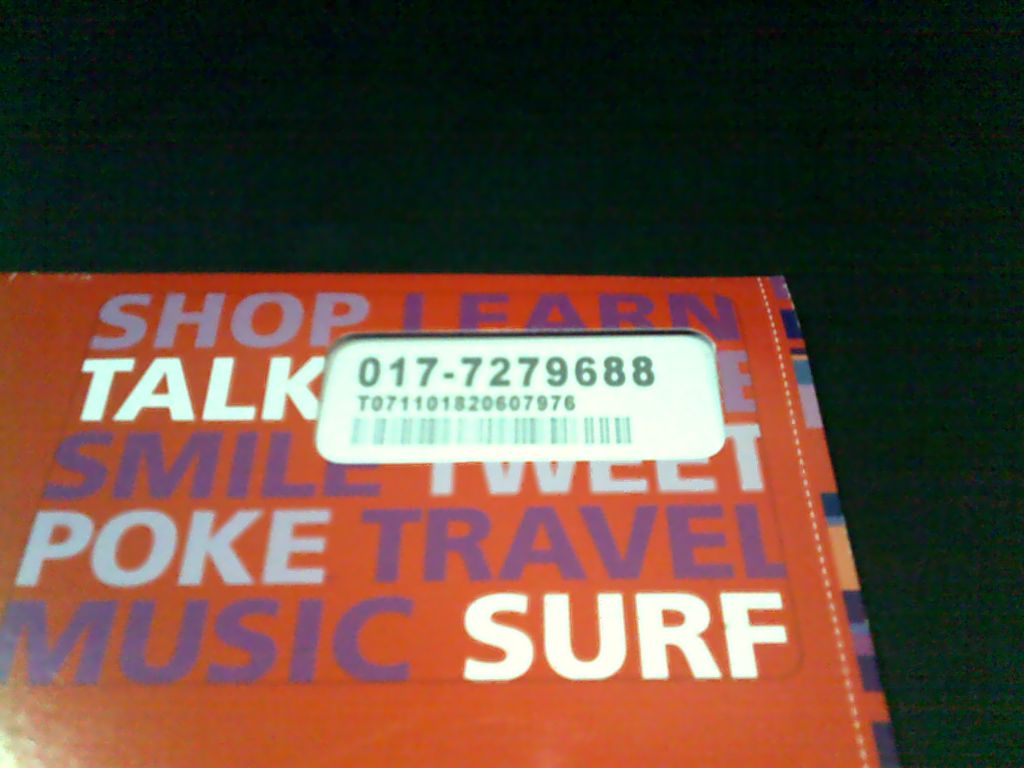 SHOP LEARN
TALK
017-7279688
T071101820607976
SMILE TWEET
POKE TRAVEL
MUSIC SURF